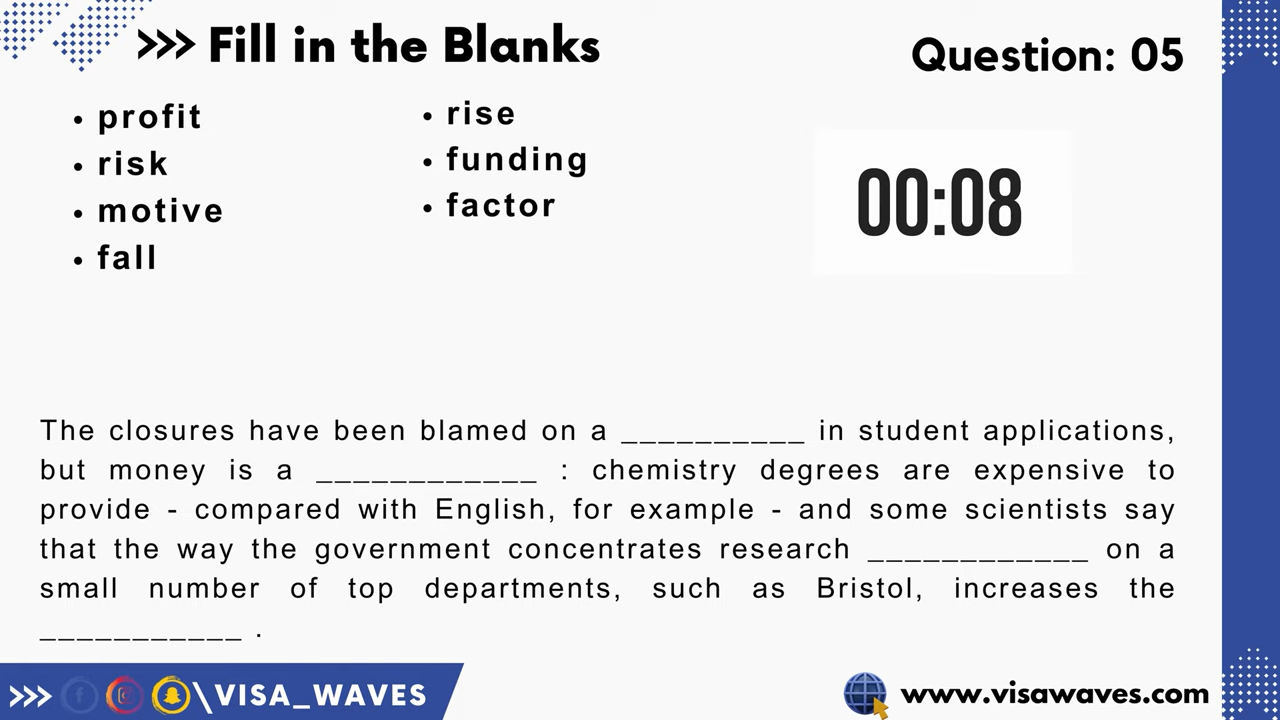 >>> Fill in the Blanks
Question: 05
• profit
• risk
• motive
• fall
• rise
• funding
• factor
00:08
The closures have been blamed on a __________ in student applications,
but money is a ____________ : chemistry degrees are expensive to
provide - compared with English, for example - and some scientists say
that the way the government concentrates research ____________ on a
small number of top departments, such as Bristol, increases the
___________ .
>>> \VISA_WAVES
www.visawaves.com